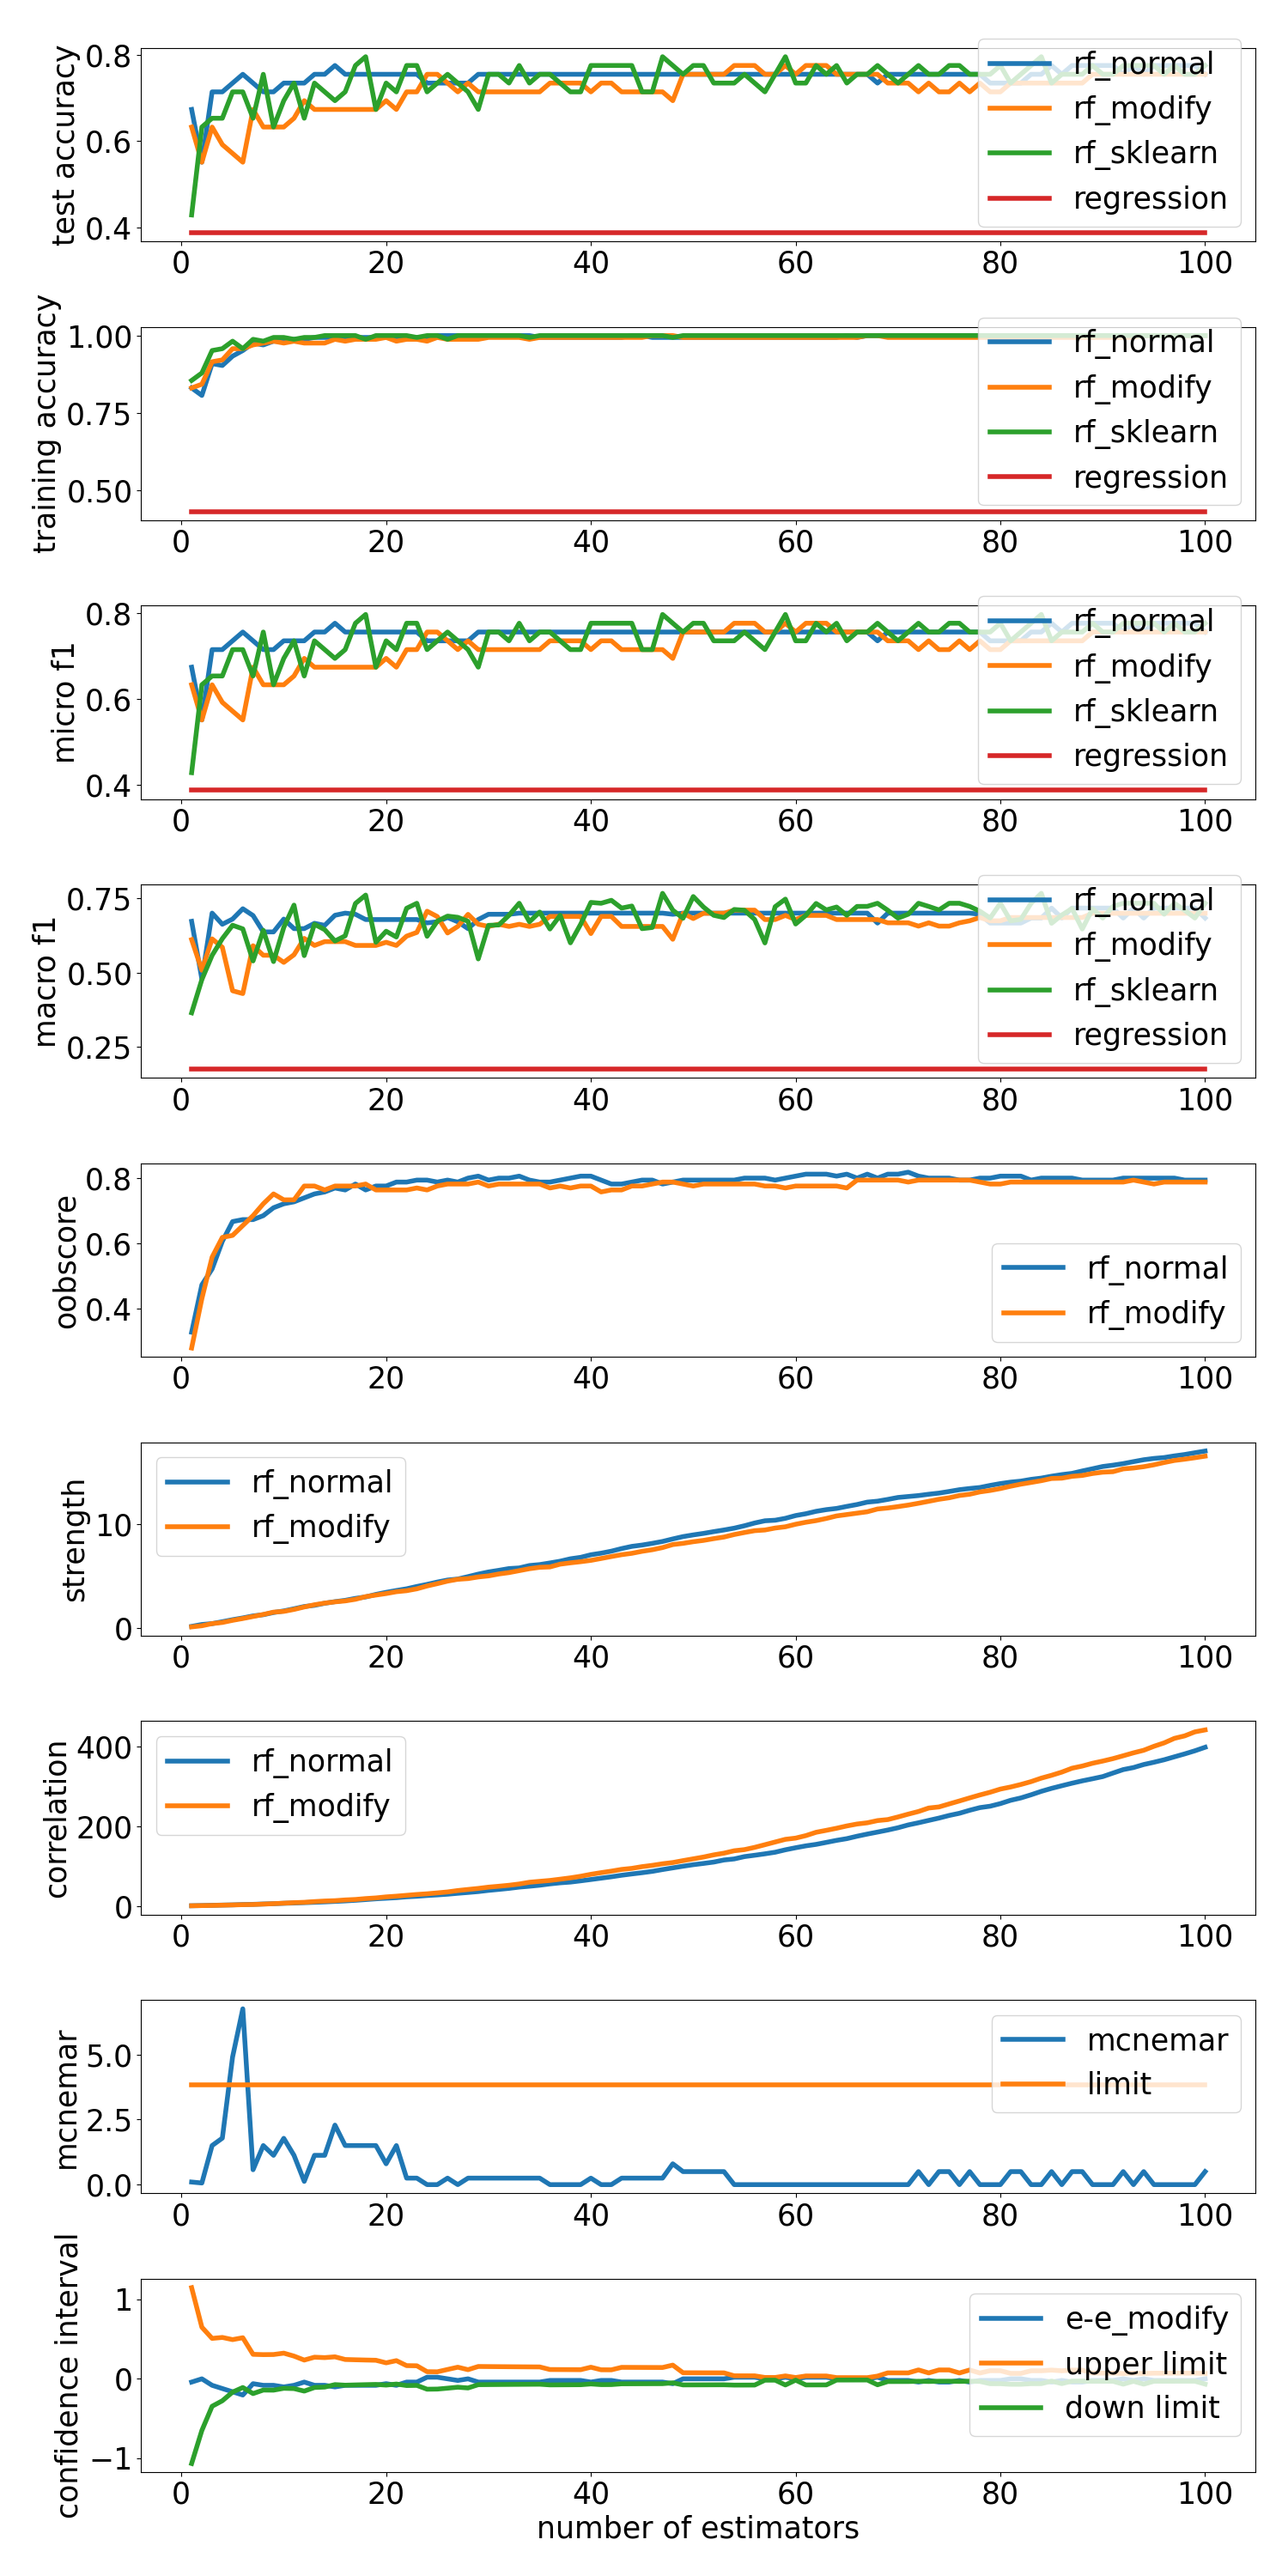 test accuracy
0.8
0.6
0.4
0 20 40 60 80 100
rf_normal
rf_modify
rf_sklearn
regression
training accuracy
1.00
0.75
0.50
0 20 40 60 80 100
rf_normal
rf_modify
rf_sklearn
regression
micro f1
0.8
0.6
0.4
0 20 40 60 80 100
rf_normal
rf_modify
rf_sklearn
regression
macro f1
0.75
0.50
0.25
0 20 40 60 80 100
rf_normal
rf_modify
rf_sklearn
regression
oobscore
0.8
0.6
0.4
0 20 40 60 80 100
rf_normal
rf_modify
strength
10
0
0 20 40 60 80 100
rf_normal
rf_modify
correlation
400
200
0
0 20 40 60 80 100
rf_normal
rf_modify
mcnemar
5.0
2.5
0.0
0 20 40 60 80 100
mcnemar
limit
confidence interval
1
0
−1
0 20 40 60 80 100
e-e_modify
upper limit
down limit
number of estimators